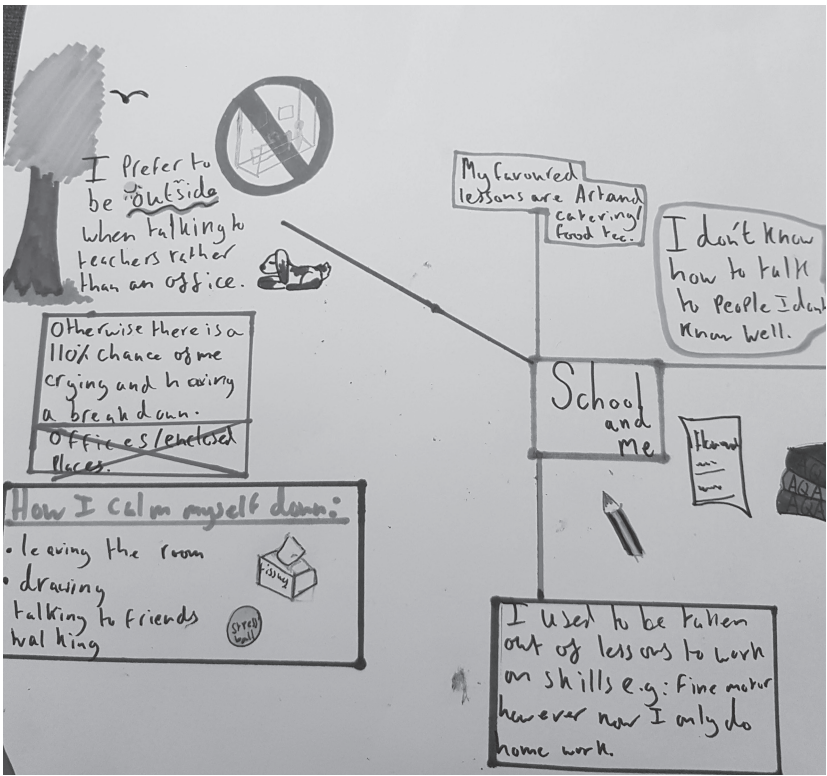 I Prefer to
be outside
when talking to
teachers rather
than an office.
Otherwise there is a
110% chance of me
crying and having
a breakdown.
Offices/enclosed
Places.
How I calm myself down:
• leaving the room
• drawing
talking to friends
walking
tissues
stress
ball
My favoured
lessons are Art and
catering/
food tec.
I don't know
how to talk
to People I don't
Know well.
School
and
me
AQA
AQA
I used to be taken
out of lessons to work
on skills e.g: Fine motor
however now I only do
home work.